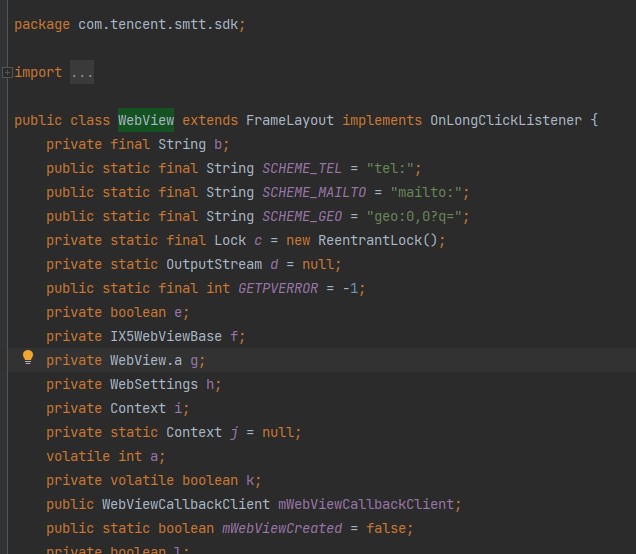 package com.tencent.smtt.sdk;
import ...
public class WebView extends FrameLayout implements OnLongClickListener {
private final String b;
public static final String SCHEME_TEL = "tel:";
public static final String SCHEME_MAILTO = "mailto:";
public static final String SCHEME_GEO = "geo:0,0?q=";
private static final Lock c = new ReentrantLock();
private static OutputStream d = null;
public static final int GETPVERROR = -1;
private boolean e;
private IX5WebViewBase f;
private WebView.a g;
private WebSettings h;
private Context i;
private static Context j = null;
volatile int a;
private volatile boolean k;
public WebViewCallbackClient mWebViewCallbackClient;
public static boolean mWebViewCreated = false;
private boolean l;